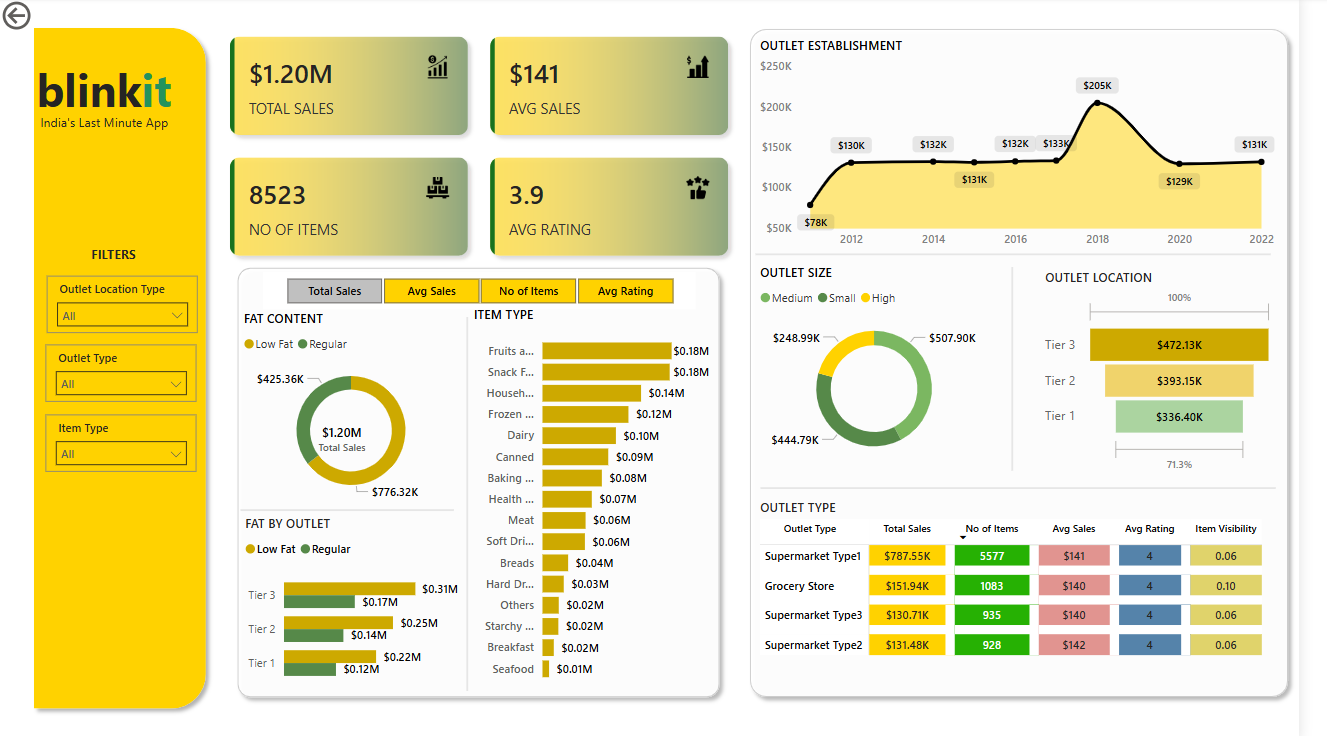 blinkit
India's Last Minute App
FILTERS
Outlet Location Type
All
Outlet Type
All
Item Type
All
$1.20M
TOTAL SALES
$141
AVG SALES
8523
NO OF ITEMS
3.9
AVG RATING
Total Sales Avg Sales No of Items Avg Rating
FAT CONTENT
Low Fat Regular
$425.36K
$1.20M
Total Sales
$776.32K
FAT BY OUTLET
Low Fat Regular
Tier 3 $0.31M
$0.17M
Tier 2 $0.25M
$0.14M
Tier 1 $0.22M
$0.12M
ITEM TYPE
Fruits a... $0.18M
Snack F... $0.18M
Househ... $0.14M
Frozen ... $0.12M
Dairy $0.10M
Canned $0.09M
Baking ... $0.08M
Health ... $0.07M
Meat $0.06M
Soft Dri... $0.06M
Breads $0.04M
Hard Dr... $0.03M
Others $0.02M
Starchy ... $0.02M
Breakfast $0.02M
Seafood $0.01M
OUTLET ESTABLISHMENT
$250K
$200K
$150K
$100K
$50K
$78K
$130K
$132K
$131K
$132K
$133K
$205K
$129K
$131K
2012 2014 2016 2018 2020 2022
OUTLET SIZE
Medium Small High
$248.99K
$507.90K
$444.79K
OUTLET LOCATION
100%
Tier 3 $472.13K
Tier 2 $393.15K
Tier 1 $336.40K
71.3%
OUTLET TYPE
Outlet Type Total Sales No of Items Avg Sales Avg Rating Item Visibility
Supermarket Type1 $787.55K 5577 $141 4 0.06
Grocery Store $151.94K 1083 $140 4 0.10
Supermarket Type3 $130.71K 935 $140 4 0.06
Supermarket Type2 $131.48K 928 $142 4 0.06